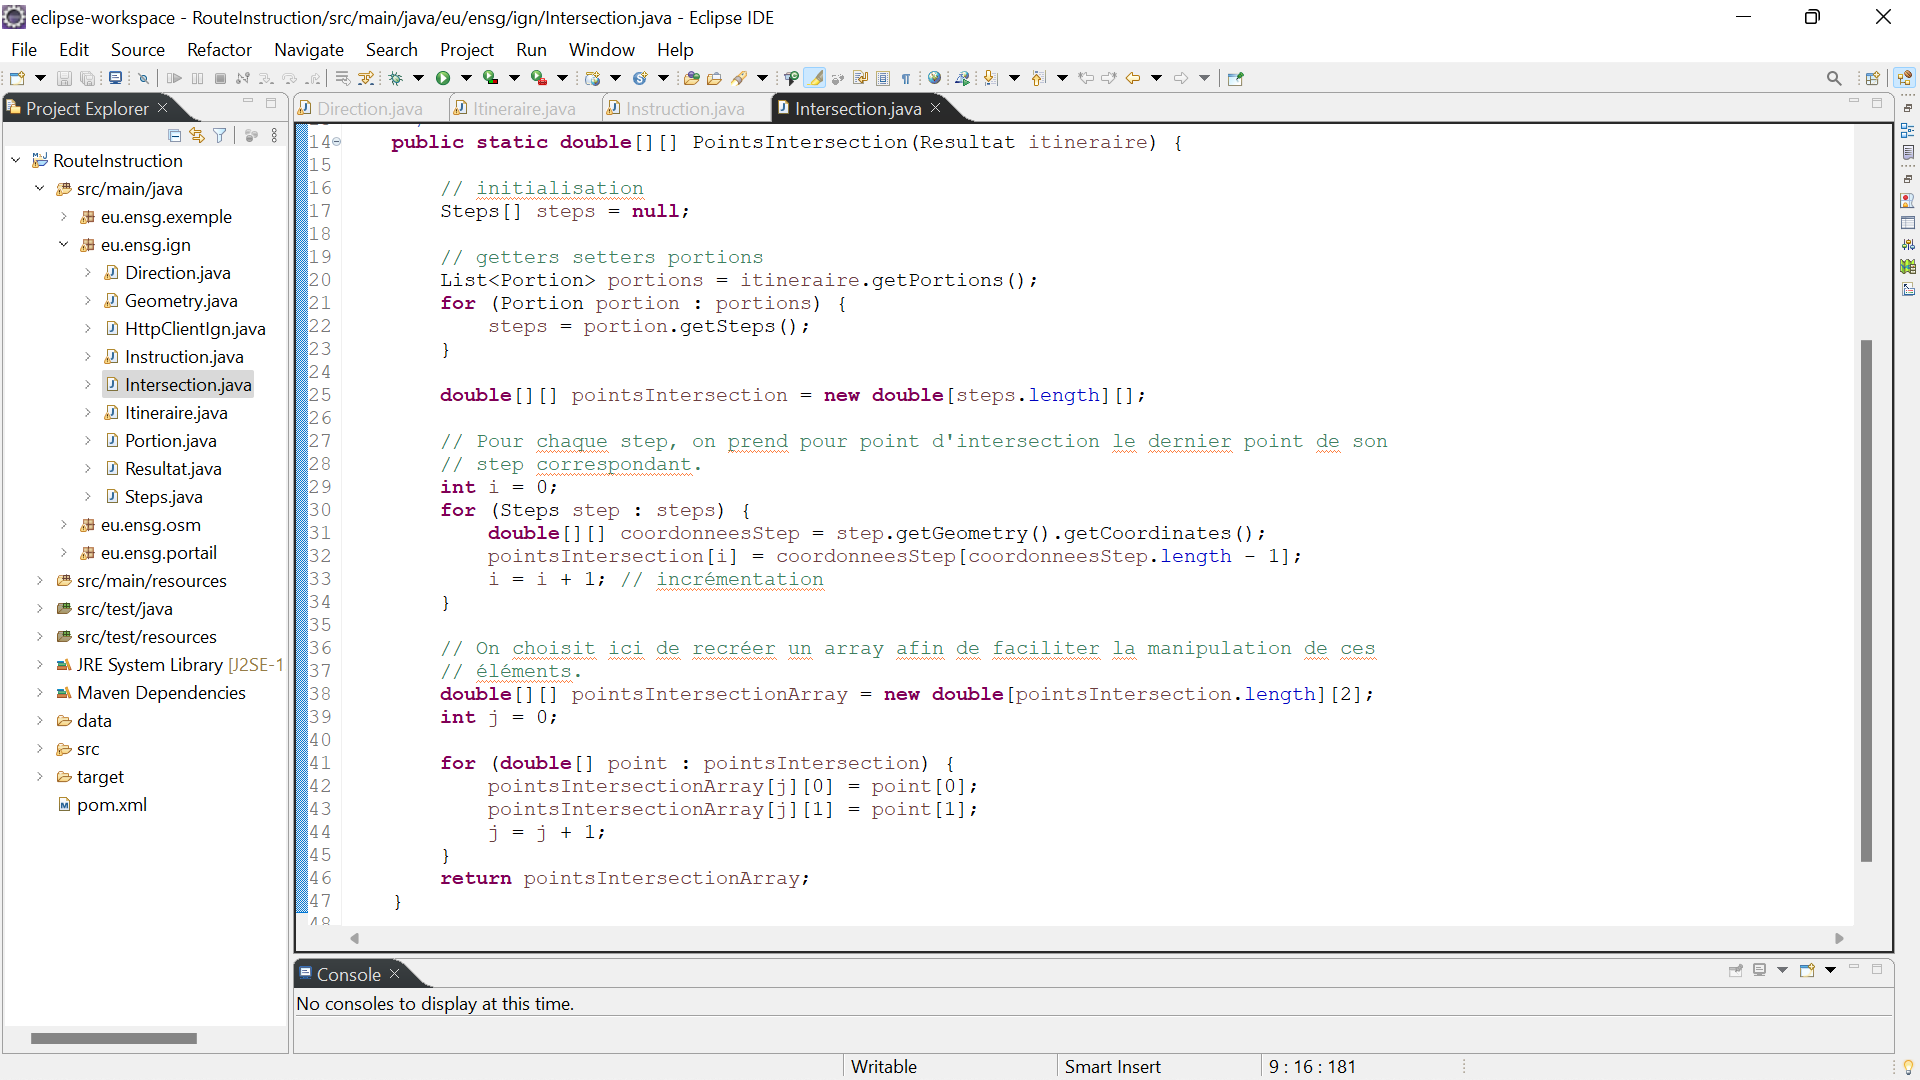 eclipse-workspace - RouteInstruction/src/main/java/eu/ensg/ign/Intersection.java - Eclipse IDE
File Edit Source Refactor Navigate Search Project Run Window Help
Project Explorer
RouteInstruction
src/main/java
eu.ensg.exemple
eu.ensg.ign
Direction.java
Geometry.java
HttpClientIgn.java
Instruction.java
Intersection.java
Itineraire.java
Portion.java
Resultat.java
Steps.java
eu.ensg.osm
eu.ensg.portail
src/main/resources
src/test/java
src/test/resources
JRE System Library [J2SE-1
Maven Dependencies
data
src
target
pom.xml
Direction.java Itineraire.java Instruction.java Intersection.java
14 public static double[][] PointsIntersection(Resultat itineraire) {
15
16 // initialisation
17 Steps[] steps = null;
18
19 // getters setters portions
20 List<Portion> portions = itineraire.getPortions();
21 for (Portion portion : portions) {
22 steps = portion.getSteps();
23 }
24
25 double[][] pointsIntersection = new double[steps.length][];
26
27 // Pour chaque step, on prend pour point d'intersection le dernier point de son
28 // step correspondant.
29 int i = 0;
30 for (Steps step : steps) {
31 double[][] coordonneesStep = step.getGeometry().getCoordinates();
32 pointsIntersection[i] = coordonneesStep[coordonneesStep.length - 1];
33 i = i + 1; // incrémentation
34 }
35
36 // On choisit ici de recréer un array afin de faciliter la manipulation de ces
37 // éléments.
38 double[][] pointsIntersectionArray = new double[pointsIntersection.length][2];
39 int j = 0;
40
41 for (double[] point : pointsIntersection) {
42 pointsIntersectionArray[j][0] = point[0];
43 pointsIntersectionArray[j][1] = point[1];
44 j = j + 1;
45 }
46 return pointsIntersectionArray;
47 }
48
Console
No consoles to display at this time.
Writable Smart Insert 9 : 16 : 181